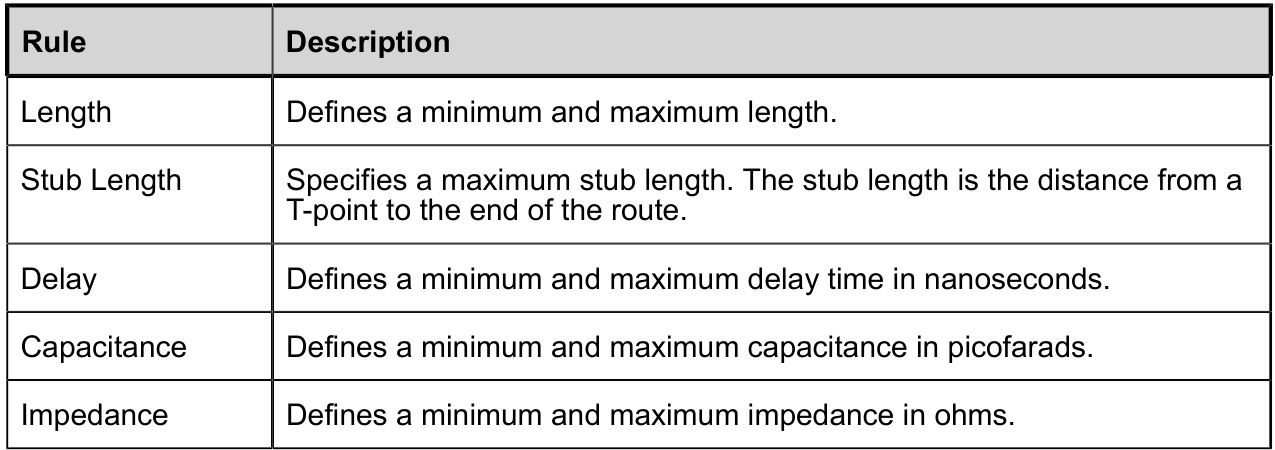 Rule Description
Length Defines a minimum and maximum length.
Stub Length Specifies a maximum stub length. The stub length is the distance from a
T-point to the end of the route.
Delay Defines a minimum and maximum delay time in nanoseconds.
Capacitance Defines a minimum and maximum capacitance in picofarads.
Impedance Defines a minimum and maximum impedance in ohms.